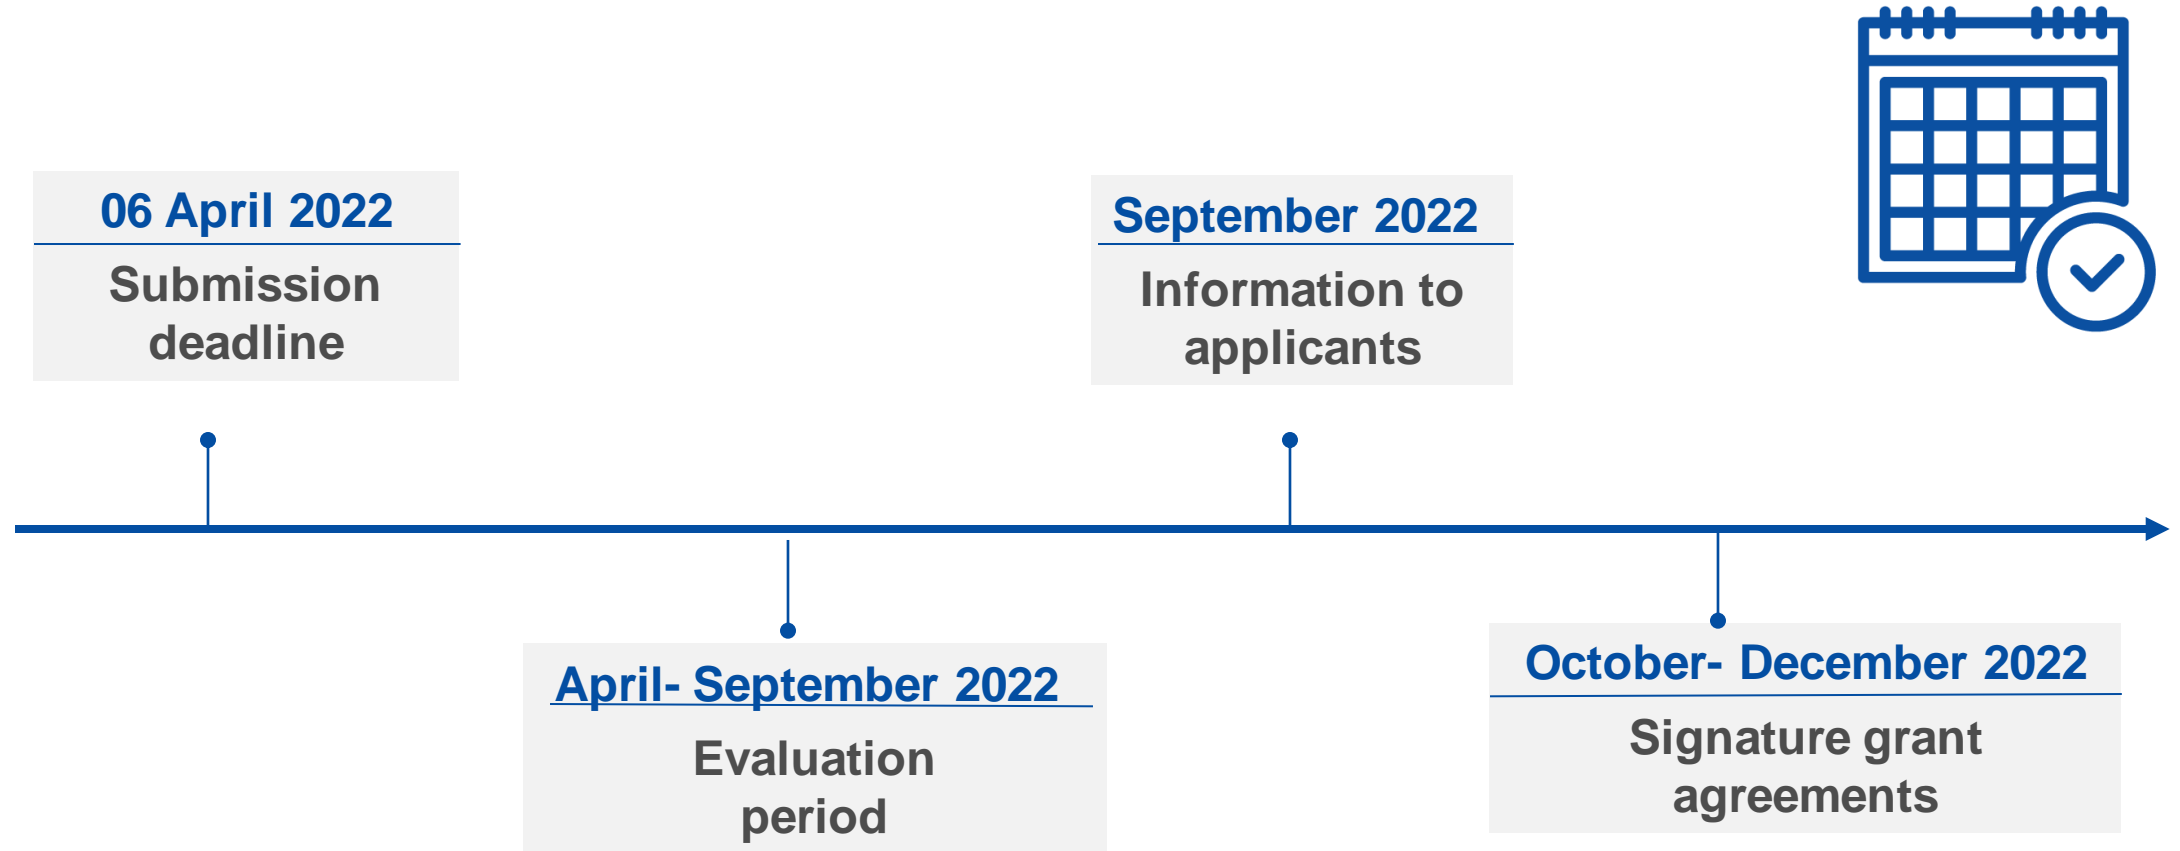 06 April 2022
Submission
deadline
April- September 2022
Evaluation
period
September 2022
Information to
applicants
October- December 2022
Signature grant
agreements